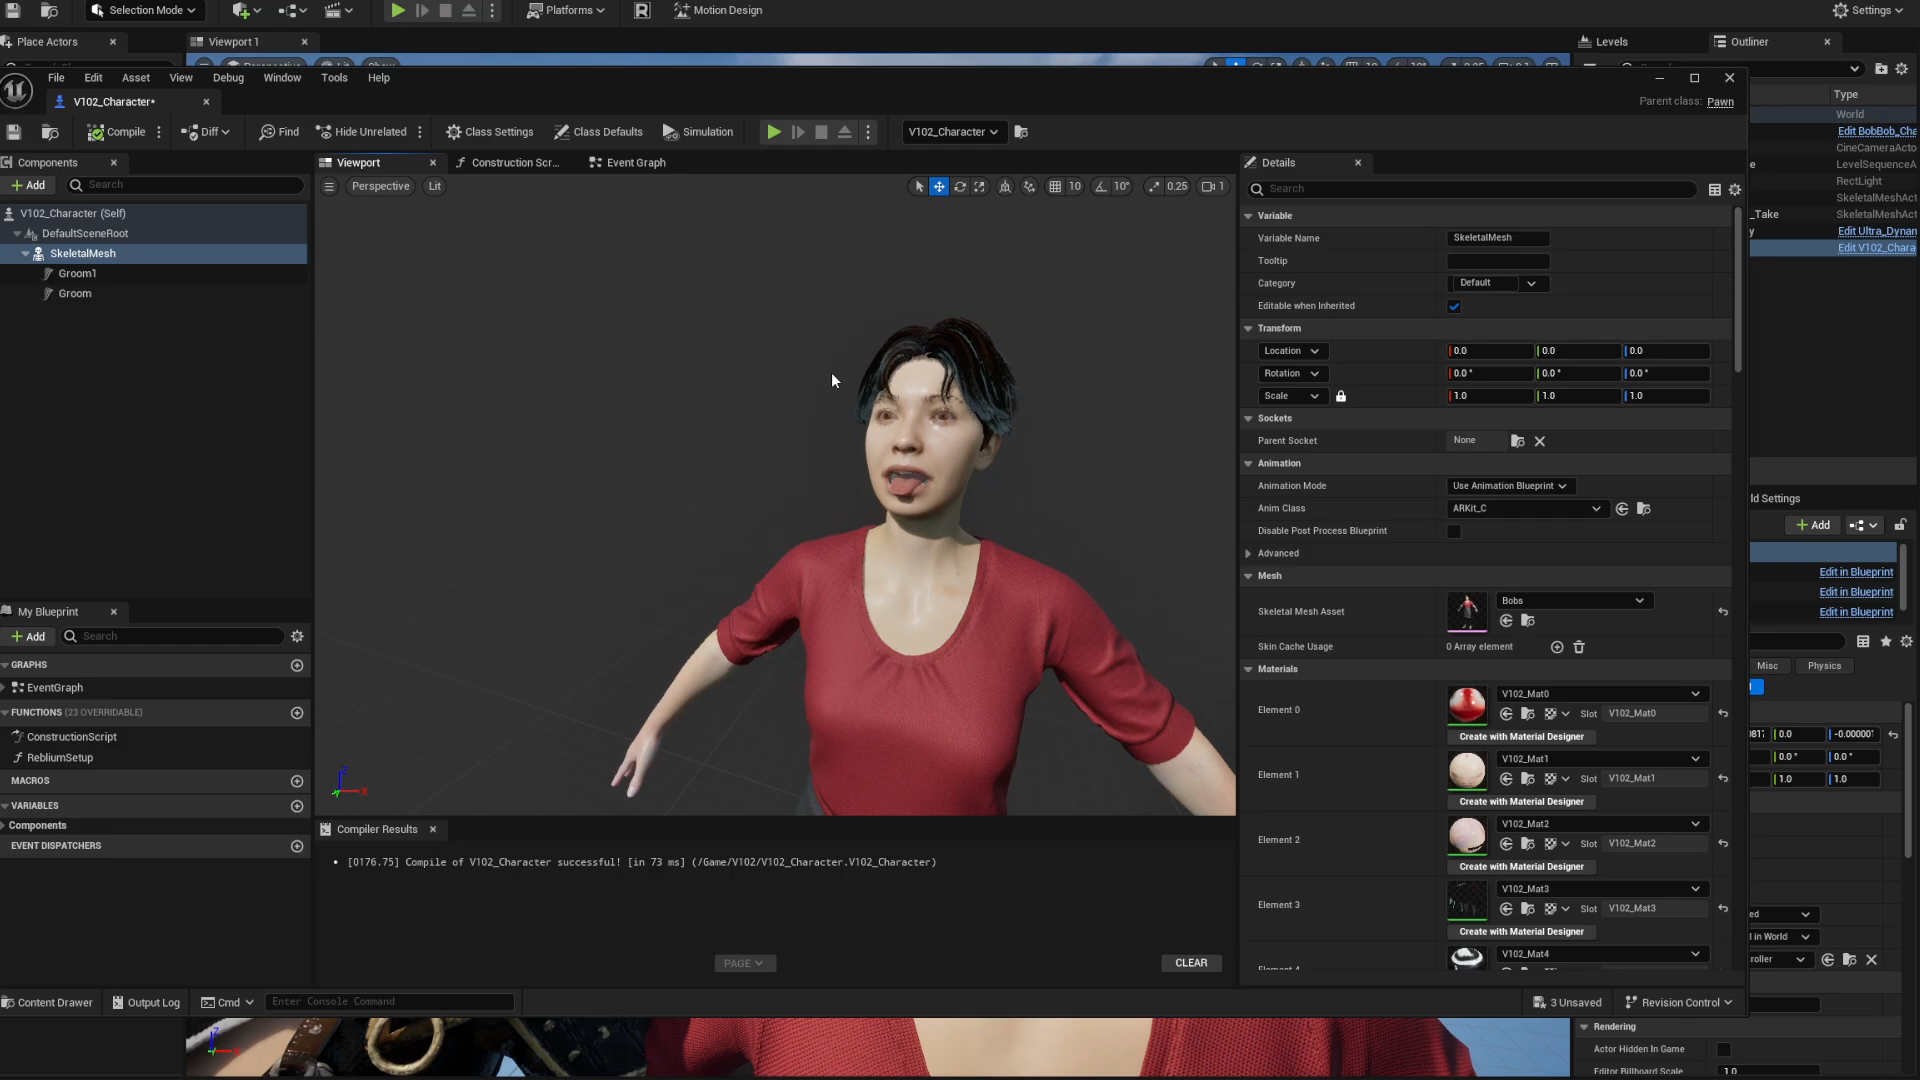 Selection Mode
Platforms
Motion Design
Settings
Place Actors
Viewport 1
Levels
Outliner
Perspective
Lit
Show
File
Edit
Asset
View
Debug
Window
Tools
Help
Type
V102_Character*
Parent class: Pawn
World
Edit BobBob_Cha
CineCameraActo
LevelSequenceA
RectLight
SkeletalMeshAct
_Take
SkeletalMeshAct
Edit Ultra_Dynam
Edit V102_Chara
Compile
Diff
Find
Hide Unrelated
Class Settings
Class Defaults
Simulation
V102_Character
Components
Add
Search
V102_Character (Self)
DefaultSceneRoot
SkeletalMesh
Groom1
Groom
Viewport
Construction Scr...
Event Graph
Perspective
Lit
10
10°
0.25
1
Details
Search
Variable
Variable Name
SkeletalMesh
Tooltip
Category
Default
Editable when Inherited
Transform
Location
0.0
0.0
0.0
Rotation
0.0 °
0.0 °
0.0 °
Scale
1.0
1.0
1.0
Sockets
Parent Socket
None
Animation
Animation Mode
Use Animation Blueprint
Anim Class
ARKit_C
Disable Post Process Blueprint
Advanced
Mesh
Skeletal Mesh Asset
Bobs
Skin Cache Usage
0 Array element
Materials
Element 0
V102_Mat0
Slot
V102_Mat0
Create with Material Designer
Element 1
V102_Mat1
Slot
V102_Mat1
Create with Material Designer
Element 2
V102_Mat2
Slot
V102_Mat2
Create with Material Designer
Element 3
V102_Mat3
Slot
V102_Mat3
Create with Material Designer
Element 4
V102_Mat4
My Blueprint
Add
Search
GRAPHS
EventGraph
FUNCTIONS (23 OVERRIDABLE)
ConstructionScript
RebliumSetup
MACROS
VARIABLES
Components
EVENT DISPATCHERS
Z
X
Compiler Results
[0176.75] Compile of V102_Character successful! [in 73 ms] (/Game/V102/V102_Character.V102_Character)
PAGE
CLEAR
ld Settings
Add
Edit in Blueprint
Edit in Blueprint
Edit in Blueprint
Misc
Physics
0.0
0.0 °
0.0 °
1.0
1.0
ed
l in World
roller
Content Drawer
Output Log
Cmd
Enter Console Command
3 Unsaved
Revision Control
Z
Rendering
Actor Hidden In Game
Editor Billboard Scale
1.0